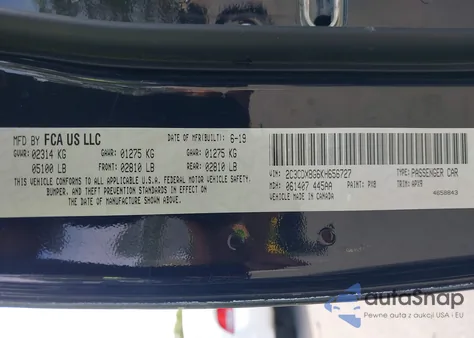 MFD BY FCA US LLC DATE OF MFR(BUILT): 6-19
GVWR: 02314 KG GAWR: 01275 KG GAWR: 01275 KG
05100 LB FRONT: 02810 LB REAR: 02810 LB
THIS VEHICLE CONFORMS TO ALL APPLICABLE U.S.A. FEDERAL MOTOR VEHICLE SAFETY,
BUMPER, AND THEFT PREVENTION STANDARDS IN EFFECT ON THE DATE OF MANUFACTURE
SHOWN ABOVE.
VIN: 2C3CDXBG6KH656727 TYPE: PASSENGER CAR
MDH: 061407 445AA PAINT: PXB TRIM: HPX9
VEHICLE MADE IN CANADA 4658843
autoSnap
Pewne auta z aukcji USA i EU